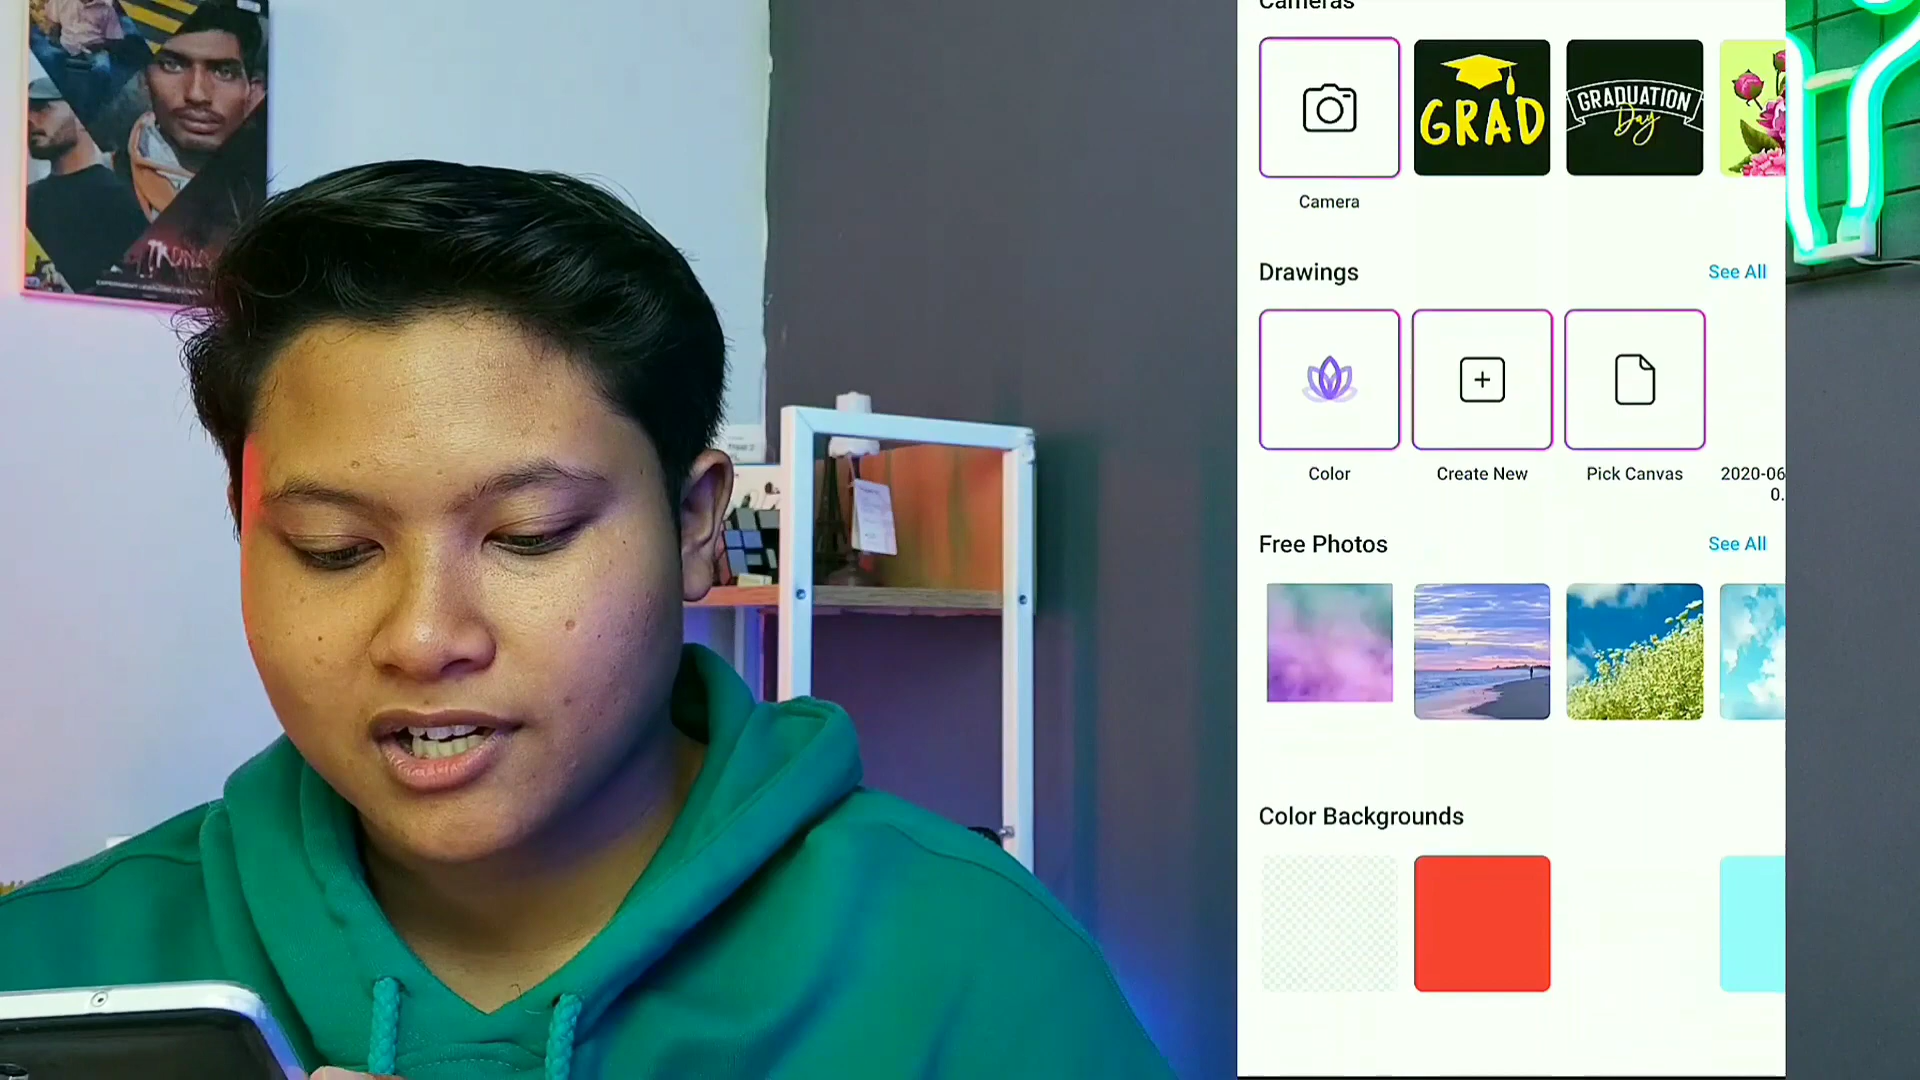 Cameras
GRAD
GRADUATION
Day
Camera
Drawings
See All
Color
Create New
Pick Canvas
2020-06
0.
Free Photos
See All
Color Backgrounds